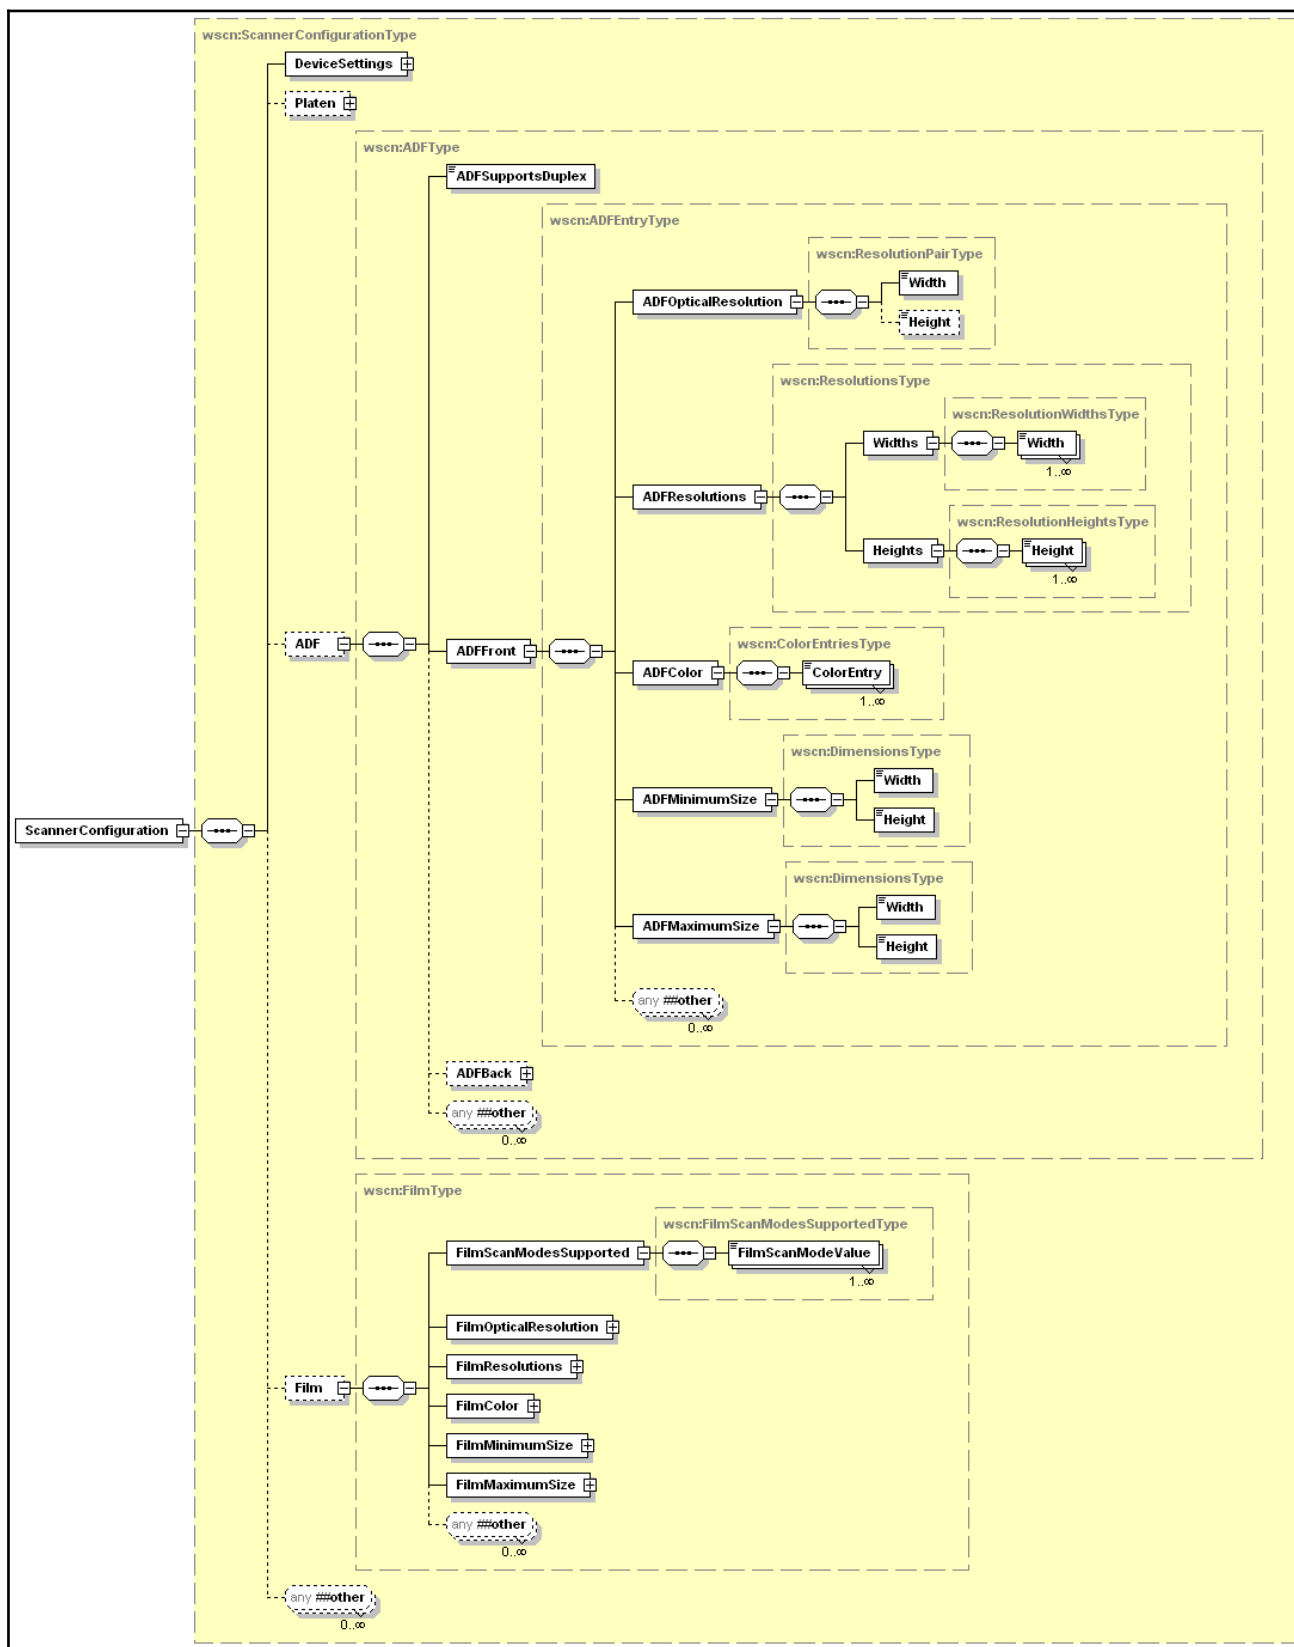 wscn:ScannerConfigurationType
DeviceSettings
Platen
wscn:ADFType
ADFSupportsDuplex
wscn:ADFEntryType
wscn:ResolutionPairType
Width
ADFOpticalResolution
Height
wscn:ResolutionsType
wscn:ResolutionWidthsType
Widths
Width
1..∞
ADFResolutions
wscn:ResolutionHeightsType
Heights
Height
1..∞
wscn:ColorEntriesType
ADF
ADFFront
ADFColor
ColorEntry
1..∞
wscn:DimensionsType
Width
ADFMinimumSize
Height
ScannerConfiguration
wscn:DimensionsType
Width
ADFMaximumSize
Height
any ##other
0..∞
ADFBack
any ##other
0..∞
wscn:FilmType
wscn:FilmScanModesSupportedType
FilmScanModesSupported
FilmScanModeValue
1..∞
FilmOpticalResolution
FilmResolutions
Film
FilmColor
FilmMinimumSize
FilmMaximumSize
any ##other
0..∞
any ##other
0..∞